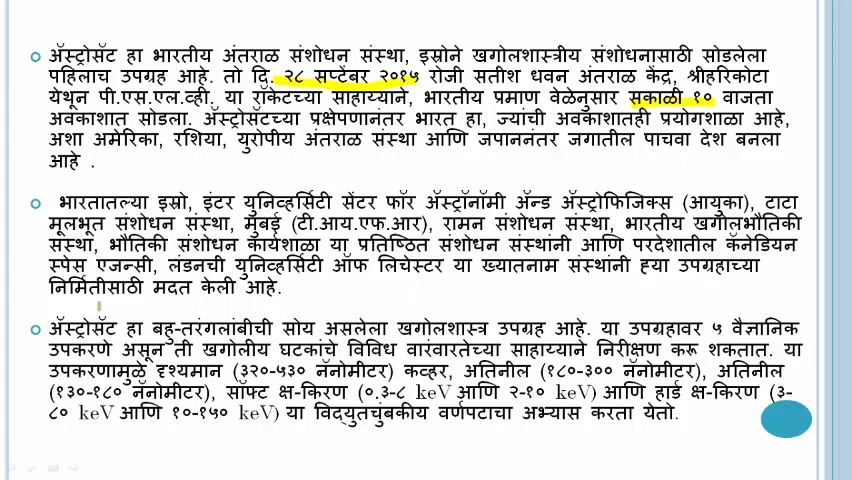 ॲस्ट्रोसॅट हा भारतीय अंतराळ संशोधन संस्था, इस्रोने खगोलशास्त्रीय संशोधनासाठी सोडलेला
पहिलाच उपग्रह आहे. तो दि. २८ सप्टेंबर २०१५ रोजी सतीश धवन अंतराळ केंद्र, श्रीहरिकोटा
येथून पी.एस.एल.व्ही. या रॉकेटच्या साहाय्याने, भारतीय प्रमाण वेळेनुसार सकाळी १० वाजता
अवकाशात सोडला. ॲस्ट्रोसॅटच्या प्रक्षेपणानंतर भारत हा, ज्यांची अवकाशातही प्रयोगशाळा आहे,
अशा अमेरिका, रशिया, युरोपीय अंतराळ संस्था आणि जपाननंतर जगातील पाचवा देश बनला
आहे .
भारतातल्या इस्रो, इंटर युनिव्हर्सिटी सेंटर फॉर ॲस्ट्रॉनॉमी ॲन्ड ॲस्ट्रोफिजिक्स (आयुका), टाटा
मूलभूत संशोधन संस्था, मुंबई (टी.आय.एफ.आर), रामन संशोधन संस्था, भारतीय खगोलभौतिकी
संस्था, भौतिकी संशोधन कार्यशाळा या प्रतिष्ठित संशोधन संस्थांनी आणि परदेशातील कॅनेडियन
स्पेस एजन्सी, लंडनची युनिव्हर्सिटी ऑफ लिचेस्टर या ख्यातनाम संस्थांनी ह्या उपग्रहाच्या
निर्मितीसाठी मदत केली आहे.
ॲस्ट्रोसॅट हा बहु-तरंगलांबीची सोय असलेला खगोलशास्त्र उपग्रह आहे. या उपग्रहावर ५ वैज्ञानिक
उपकरणे असून ती खगोलीय घटकांचे विविध वारंवारतेच्या साहाय्याने निरीक्षण करू शकतात. या
उपकरणामुळे दृश्यमान (३२०-५३० नॅनोमीटर) कव्हर, अतिनील (१८०-३०० नॅनोमीटर), अतिनील
(१३०-१८० नॅनोमीटर), सॉफ्ट क्ष-किरण (०.३-८ keV आणि २-१० keV) आणि हार्ड क्ष-किरण (३-
८० keV आणि १०-१५० keV) या विद्युतचुंबकीय वर्णपटाचा अभ्यास करता येतो.